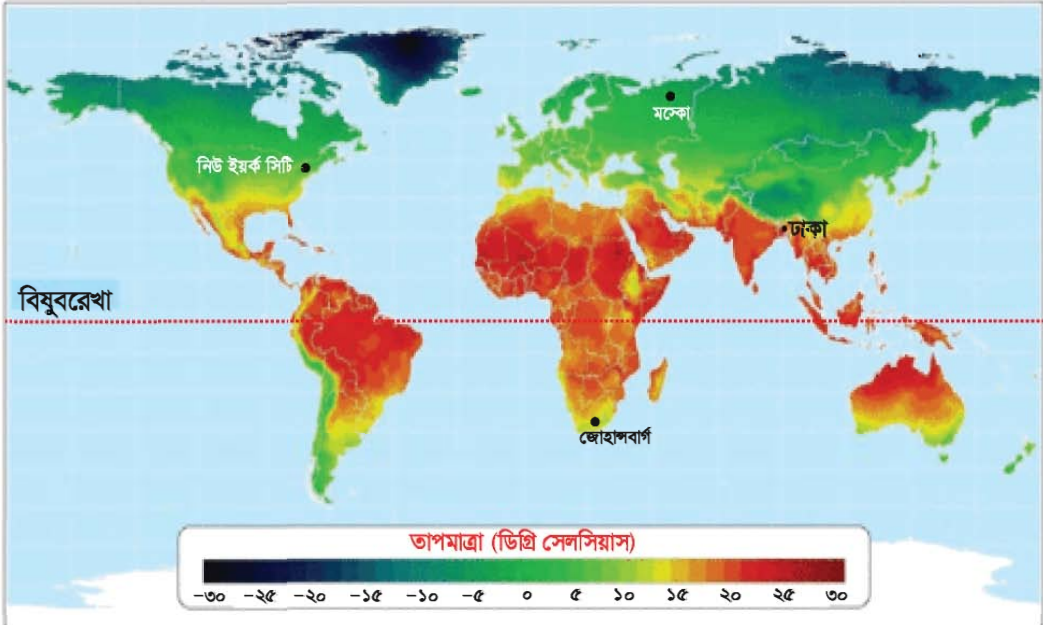 মস্কো
নিউ ইয়র্ক সিটি
ঢাকা
বিষুবরেখা
জোহান্সবার্গ
তাপমাত্রা (ডিগ্রি সেলসিয়াস)
-৩০ -২৫ -২০ -১৫ -১০ -৫ ০ ৫ ১০ ১৫ ২০ ২৫ ৩০